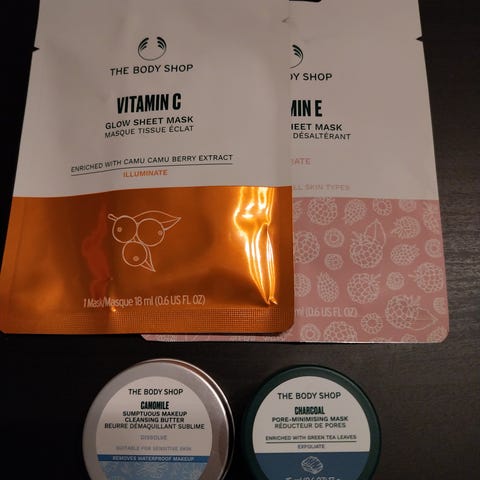 THE BODY SHOP
VITAMIN C
GLOW SHEET MASK
MASQUE TISSUE ÉCLAT
ENRICHED WITH CAMU CAMU BERRY EXTRACT
ILLUMINATE
1 Mask/Masque 18 ml (0.6 US FL OZ)
THE BODY SHOP
MIN E
SHEET MASK
DÉSALTÉRANT
RATE
ALL SKIN TYPES
ml (0.6 US FL OZ)
THE BODY SHOP
CAMOMILE
SUMPTUOUS MAKEUP
CLEANSING BUTTER
BEURRE DÉMAQUILLANT SUBLIME
DISSOLVE
SUITABLE FOR SENSITIVE SKIN
REMOVES WATERPROOF MAKEUP
THE BODY SHOP
CHARCOAL
PORE-MINIMISING MASK
RÉDUCTEUR DE PORES
ENRICHED WITH GREEN TEA LEAVES
EXFOLIATE